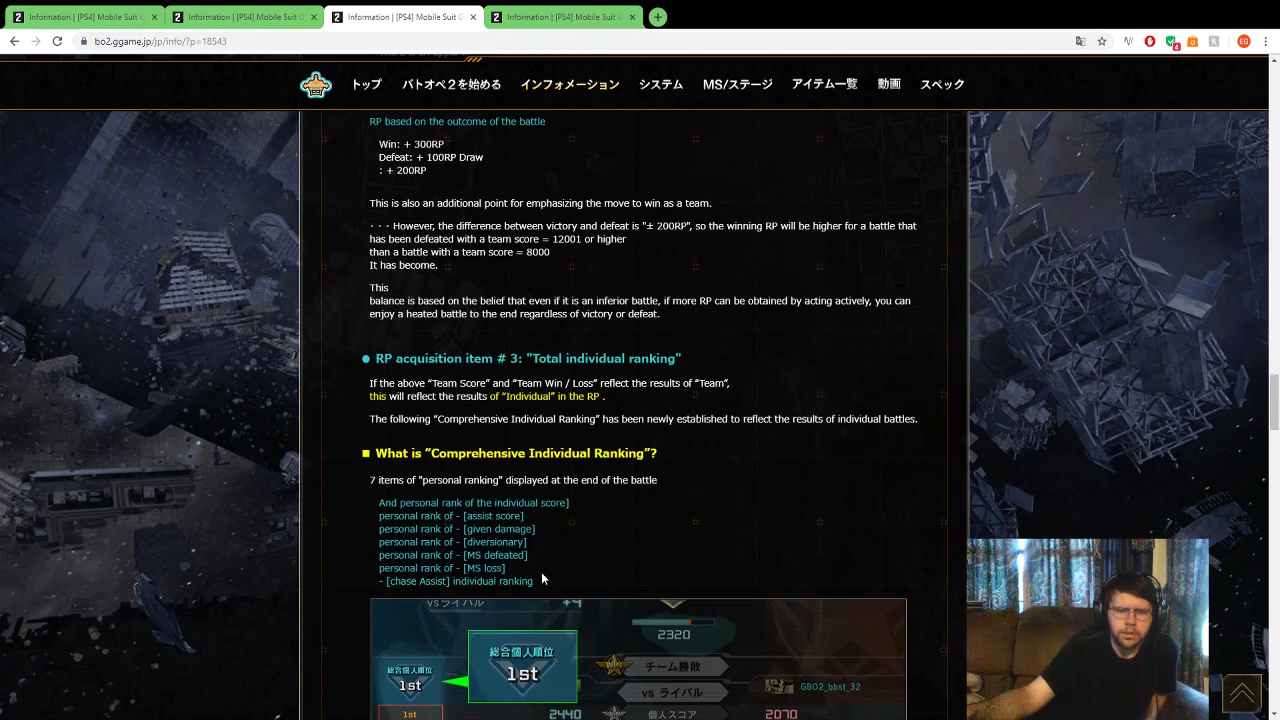 Information | [PS4] Mobile Suit G
Information | [PS4] Mobile Suit G
Information | [PS4] Mobile Suit G
Information | [PS4] Mobile Suit G
bo2.ggame.jp/jp/info/?p=18543
4
EG
トップ
バトオペ２を始める
インフォメーション
システム
MS/ステージ
アイテム一覧
動画
スペック
RP based on the outcome of the battle
Win: + 300RP
Defeat: + 100RP Draw
: + 200RP
This is also an additional point for emphasizing the move to win as a team.
· · · However, the difference between victory and defeat is "± 200RP", so the winning RP will be higher for a battle that
has been defeated with a team score = 12001 or higher
than a battle with a team score = 8000
It has become.
This
balance is based on the belief that even if it is an inferior battle, if more RP can be obtained by acting actively, you can
enjoy a heated battle to the end regardless of victory or defeat.
● RP acquisition item # 3: "Total individual ranking"
If the above “Team Score” and “Team Win / Loss” reflect the results of “Team”,
this will reflect the results of “Individual” in the RP .
The following “Comprehensive Individual Ranking” has been newly established to reflect the results of individual battles.
■ What is “Comprehensive Individual Ranking”?
7 items of "personal ranking" displayed at the end of the battle
And personal rank of the individual score]
personal rank of - [assist score]
personal rank of - [given damage]
personal rank of - [diversionary]
personal rank of - [MS defeated]
personal rank of - [MS loss]
- [chase Assist] individual ranking
vsライバル
+4
2320
総合個人順位
1st
総合個人順位
1st
WIN
チーム勝敗
vs ライバル
GBO2_bbst_32
1st
2440
個人スコア
2070